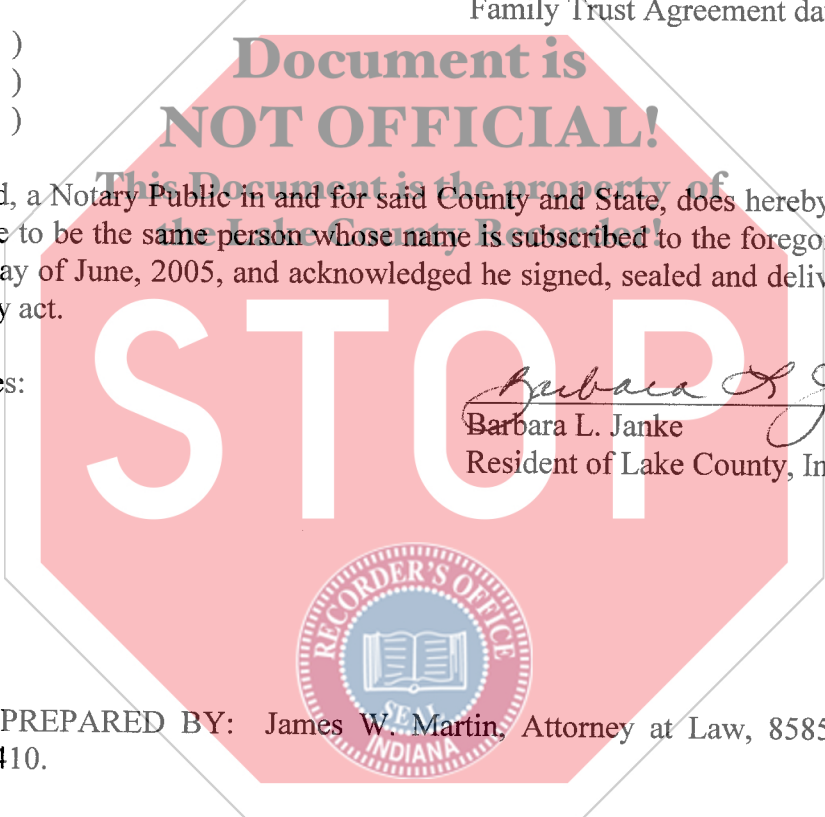 Family Trust Agreement da
)
)
)
Document is
NOT OFFICIAL!
This Document is the property of
the Lake County Recorder!
d, a Notary Public in and for said County and State, does hereby
e to be the same person whose name is subscribed to the forego
ay of June, 2005, and acknowledged he signed, sealed and deliv
y act.
STOP
es:
Barbara L. J
Barbara L. Janke
Resident of Lake County, In
RECORDER'S OFFICE
SEAL
INDIANA
PREPARED BY: James W. Martin, Attorney at Law, 8585
410.